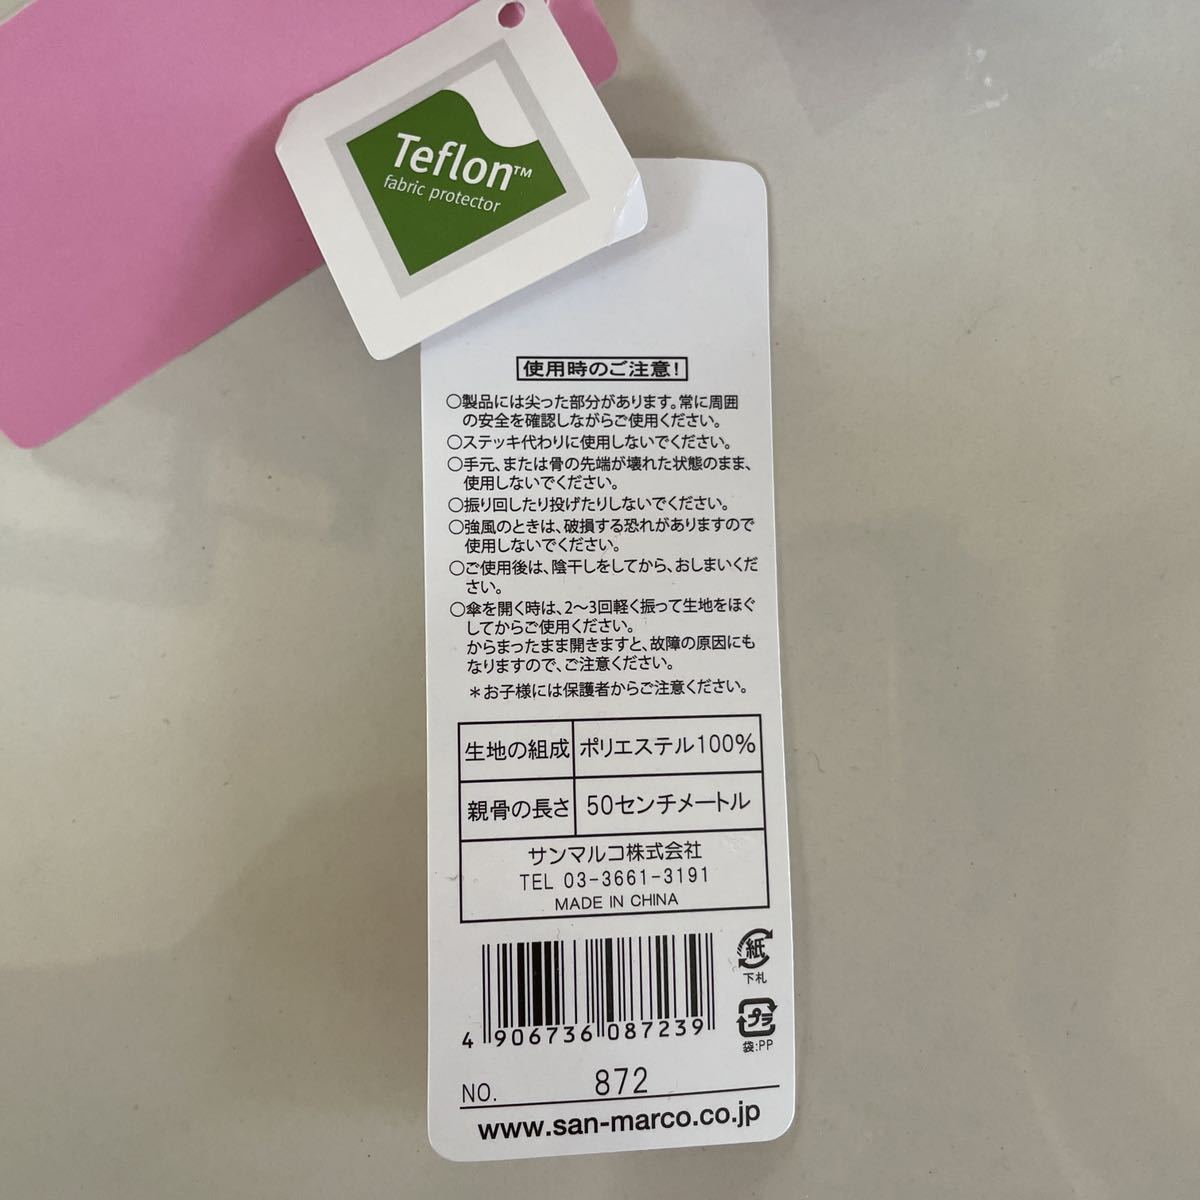 Teflon™
fabric protector
使用時のご注意！
○製品には尖った部分があります。常に周囲
の安全を確認しながらご使用ください。
○ステッキ代わりに使用しないでください。
○手元、または骨の先端が壊れた状態のまま、
使用しないでください。
○振り回したり投げたりしないでください。
○強風のときは、破損する恐れがありますので
使用しないでください。
○ご使用後は、陰干しをしてから、おしまいくだ
さい。
○傘を開く時は、2〜3回軽く振って生地をほぐ
してからご使用ください。
からまったまま開きますと、故障の原因にも
なりますので、ご注意ください。
＊お子様には保護者からご注意ください。
生地の組成 ポリエステル100%
親骨の長さ 50センチメートル
サンマルコ株式会社
TEL 03-3661-3191
MADE IN CHINA
紙
下札
プラ
袋:PP
4 906736 087239
NO. 872
www.san-marco.co.jp